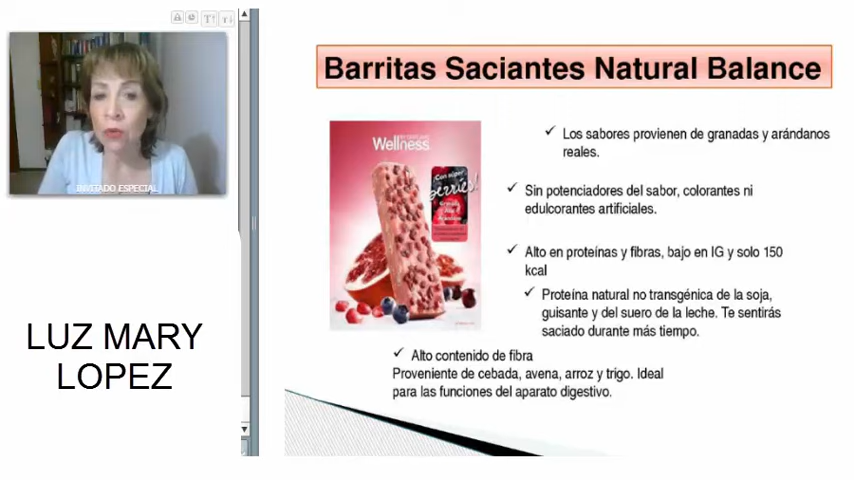 INVITADO ESPECIAL
LUZ MARY
LOPEZ
Barritas Saciantes Natural Balance
Wellness
¡Con súper
berries!
Los sabores provienen de granadas y arándanos
reales.
Sin potenciadores del sabor, colorantes ni
edulcorantes artificiales.
Alto en proteínas y fibras, bajo en IG y solo 150
kcal
Proteína natural no transgénica de la soja,
guisante y del suero de la leche. Te sentirás
saciado durante más tiempo.
Alto contenido de fibra
Proveniente de cebada, avena, arroz y trigo. Ideal
para las funciones del aparato digestivo.